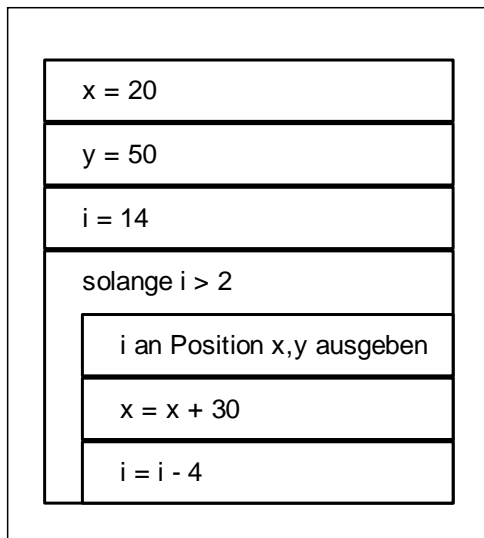 x = 20
y = 50
i = 14
solange i > 2
i an Position x,y ausgeben
x = x + 30
i = i - 4